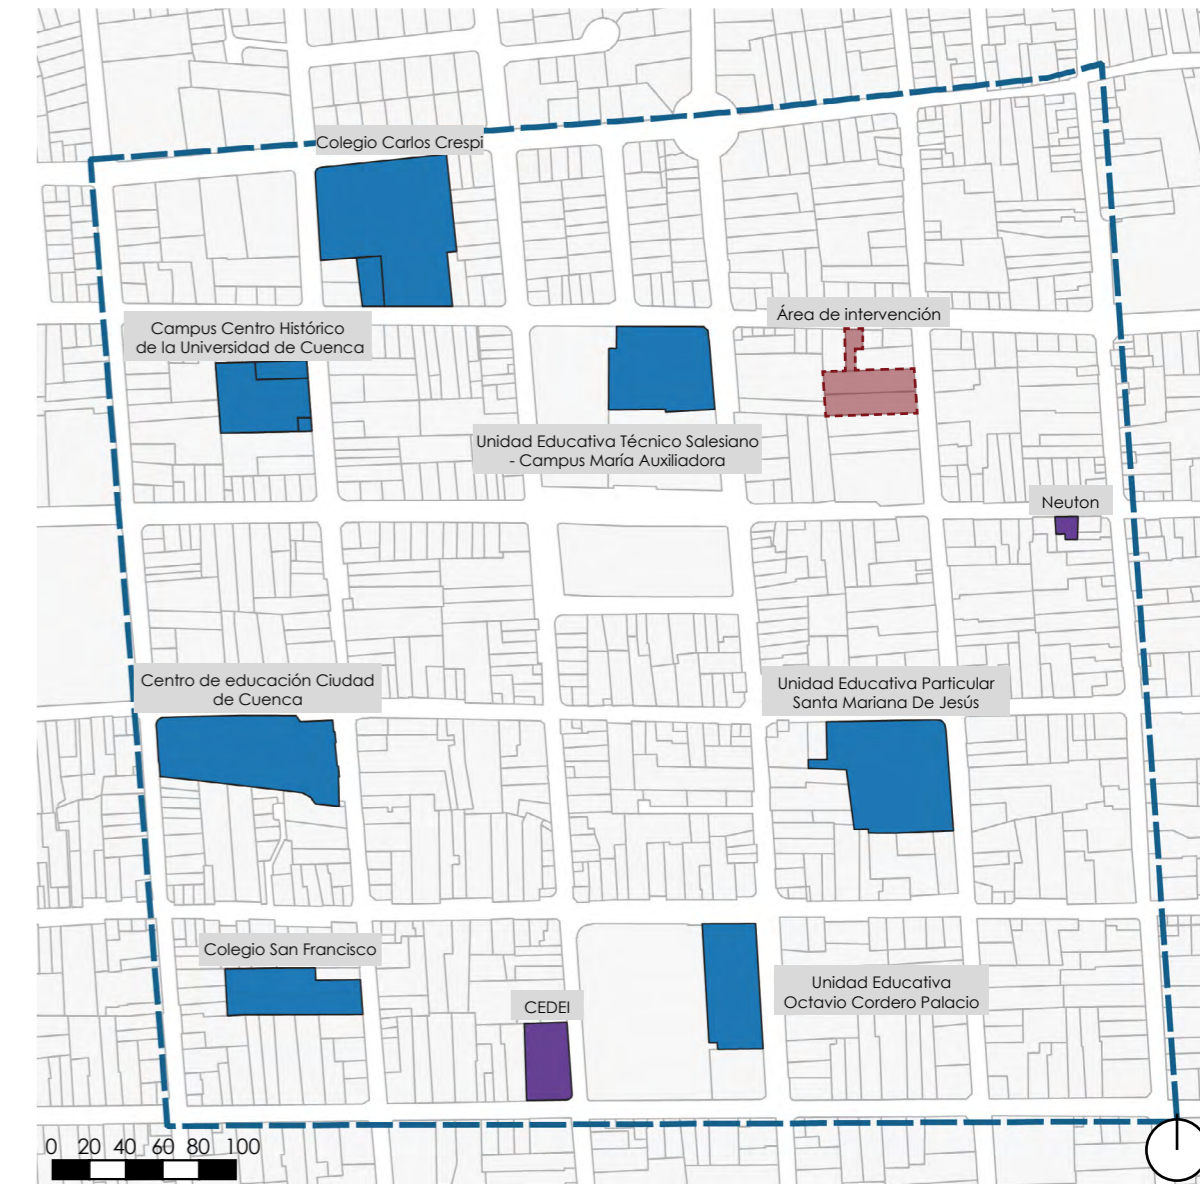 Colegio Carlos Crespi
Área de intervención
Campus Centro Histórico
de la Universidad de Cuenca
Unidad Educativa Técnico Salesiano
- Campus María Auxiliadora
Neuton
Centro de educación Ciudad
de Cuenca
Unidad Educativa Particular
Santa Mariana De Jesús
Colegio San Francisco
Unidad Educativa
Octavio Cordero Palacio
CEDEI
0 20 40 60 80 100